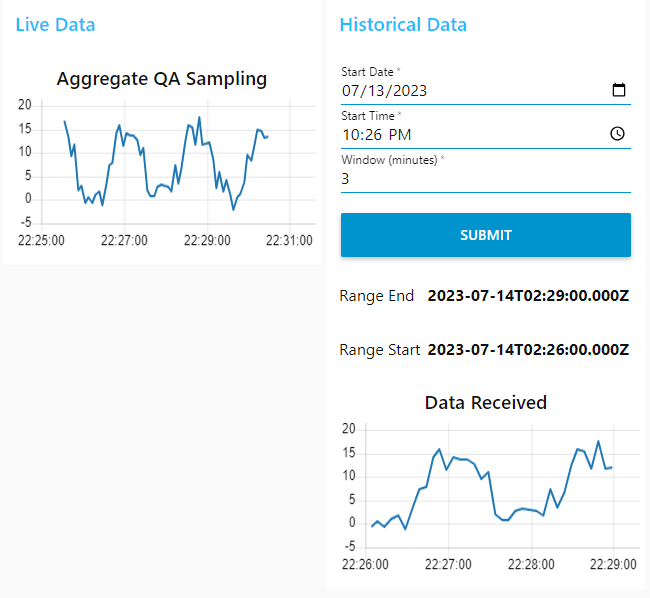 Live Data
Aggregate QA Sampling
20
15
10
5
0
-5
22:25:00 22:27:00 22:29:00 22:31:00
Historical Data
Start Date *
07/13/2023
Start Time *
10:26 PM
Window (minutes) *
3
SUBMIT
Range End 2023-07-14T02:29:00.000Z
Range Start 2023-07-14T02:26:00.000Z
Data Received
20
15
10
5
0
-5
22:26:00 22:27:00 22:28:00 22:29:00